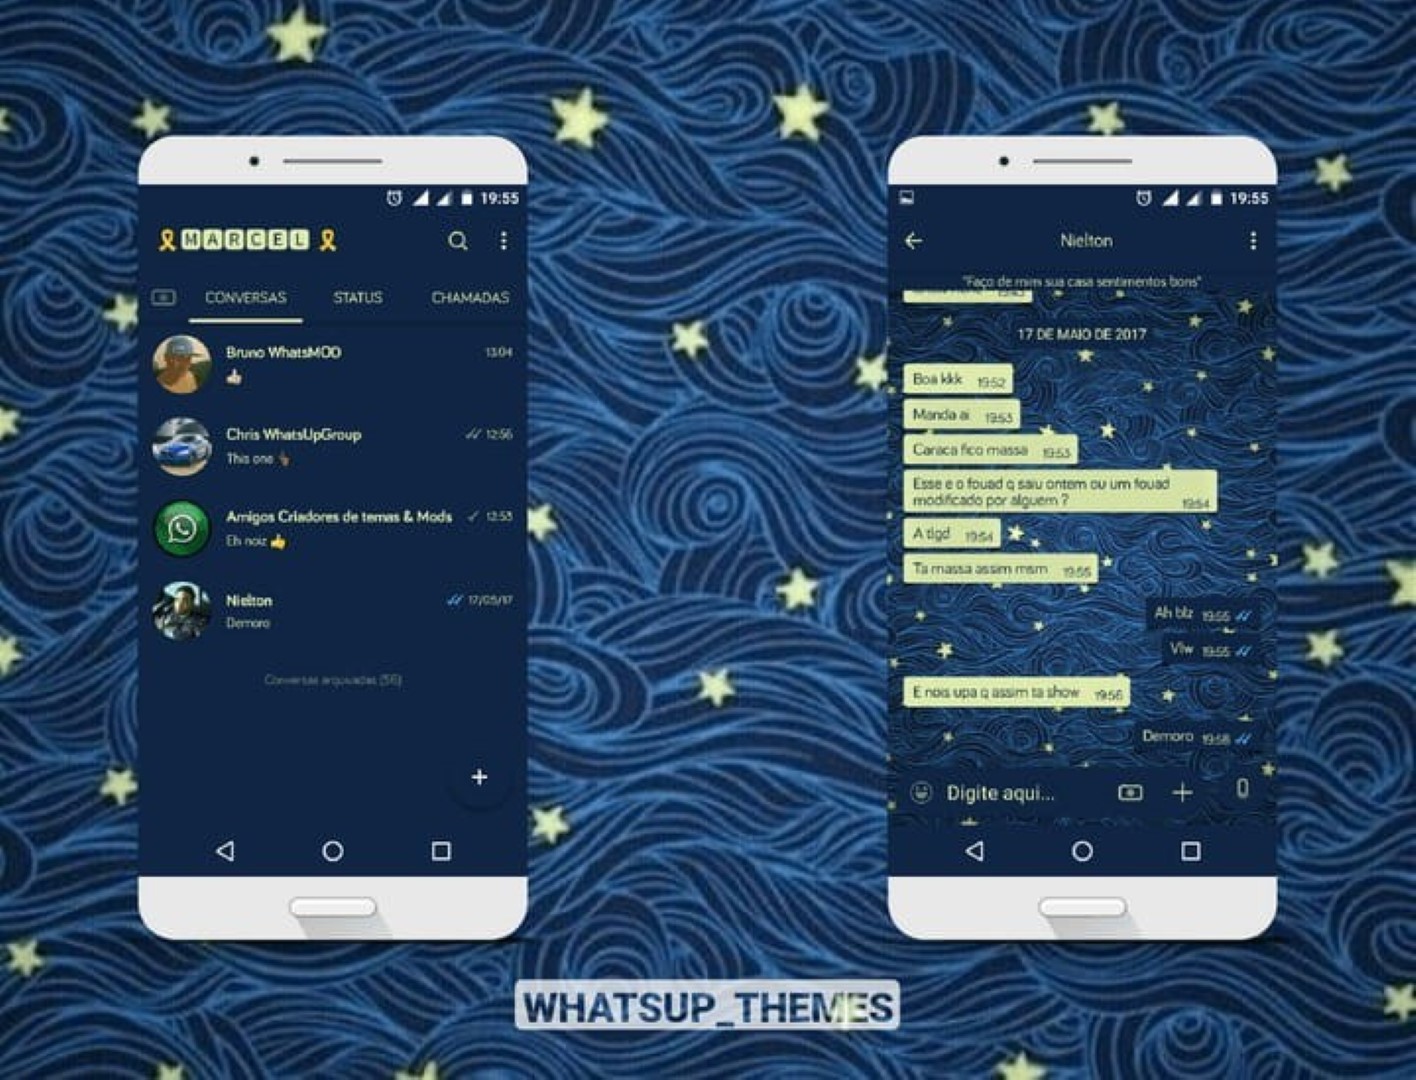 19:55
MARCEL
CONVERSAS STATUS CHAMADAS
Bruno WhatsMOD 13:04
Chris WhatsUpGroup 12:56
This one
Amigos Criadores de temas & Mods 12:53
Eh noiz
Nielton 17/05/17
Demoro
Conversas arquivadas (56)
19:55
Nielton
"Faço de mim sua casa sentimentos bons"
17 DE MAIO DE 2017
Boa kkk 19:52
Manda ai 19:53
Caraca fico massa 19:53
Esse e o fouad q saiu ontem ou um fouad
modificado por alguem ? 19:54
A tlgd 19:54
Ta massa assim msm 19:55
Ah blz 19:55
Vlw 19:55
E nois upa q assim ta show 19:56
Demoro 19:58
Digite aqui...
WHATSUP_THEMES